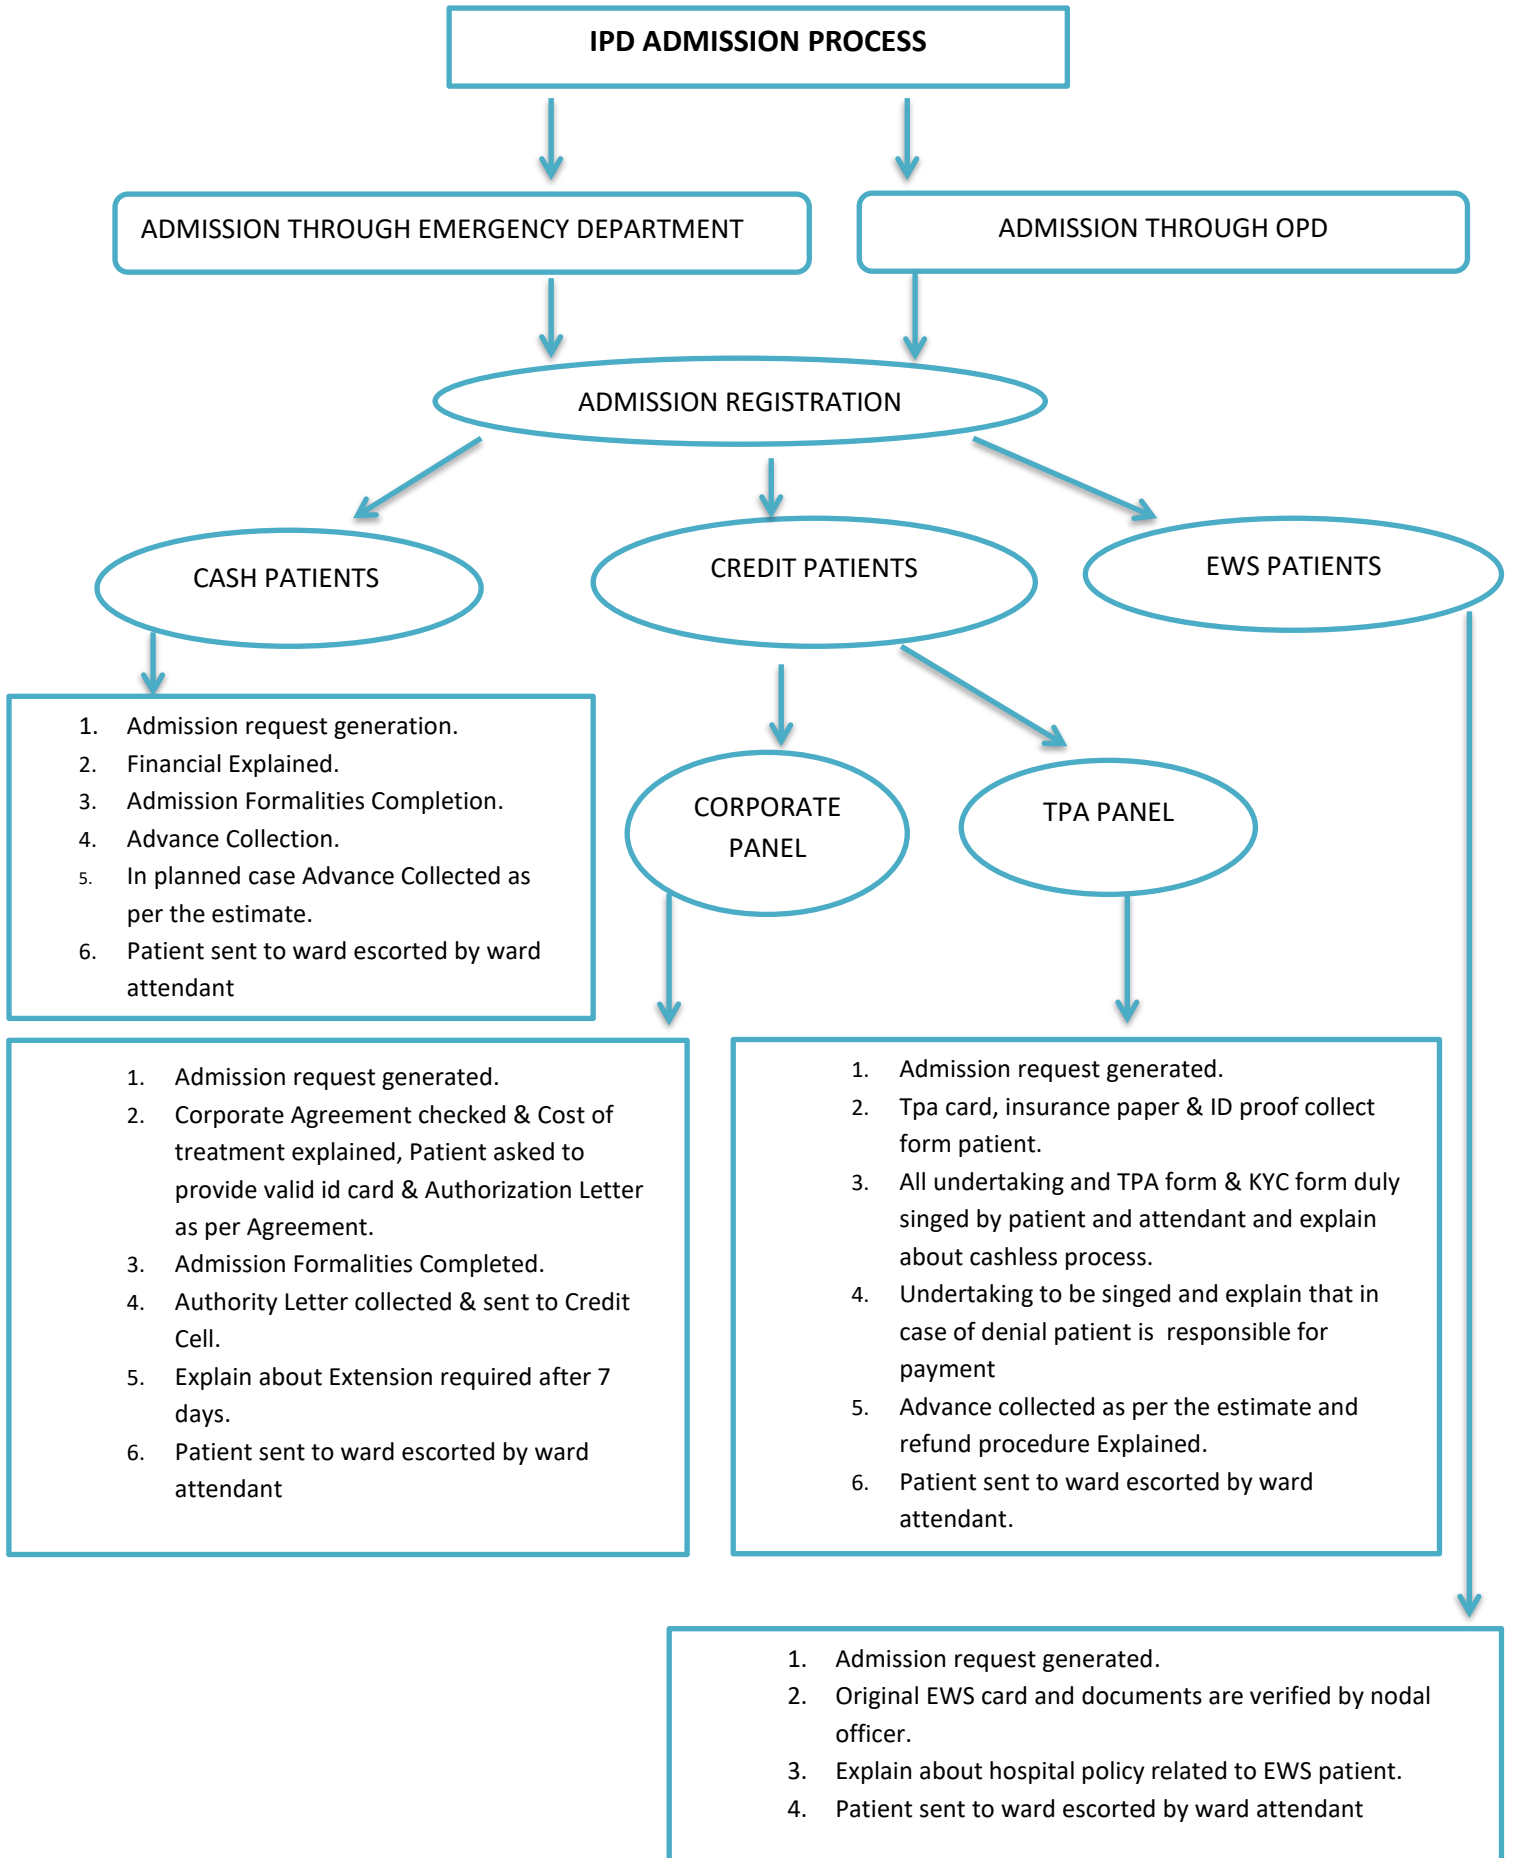 IPD ADMISSION PROCESS
ADMISSION THROUGH EMERGENCY DEPARTMENT
ADMISSION THROUGH OPD
ADMISSION REGISTRATION
CASH PATIENTS
CREDIT PATIENTS
EWS PATIENTS
1. Admission request generation.
2. Financial Explained.
3. Admission Formalities Completion.
4. Advance Collection.
5. In planned case Advance Collected as
per the estimate.
6. Patient sent to ward escorted by ward
attendant
CORPORATE
PANEL
TPA PANEL
1. Admission request generated.
2. Corporate Agreement checked & Cost of
treatment explained, Patient asked to
provide valid id card & Authorization Letter
as per Agreement.
3. Admission Formalities Completed.
4. Authority Letter collected & sent to Credit
Cell.
5. Explain about Extension required after 7
days.
6. Patient sent to ward escorted by ward
attendant
1. Admission request generated.
2. Tpa card, insurance paper & ID proof collect
form patient.
3. All undertaking and TPA form & KYC form duly
singed by patient and attendant and explain
about cashless process.
4. Undertaking to be singed and explain that in
case of denial patient is responsible for
payment
5. Advance collected as per the estimate and
refund procedure Explained.
6. Patient sent to ward escorted by ward
attendant.
1. Admission request generated.
2. Original EWS card and documents are verified by nodal
officer.
3. Explain about hospital policy related to EWS patient.
4. Patient sent to ward escorted by ward attendant